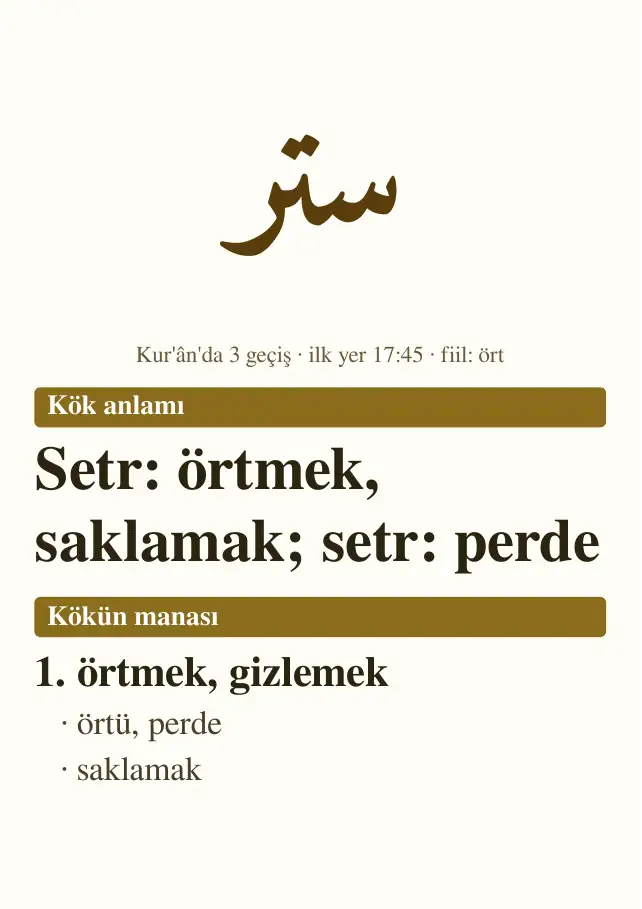 ستر
Kur'ân'da 3 geçiş · ilk yer 17:45 · fiil: ört
Kök anlamı
Setr: örtmek,
saklamak; setr: perde
Kökün manası
1. örtmek, gizlemek
· örtü, perde
· saklamak